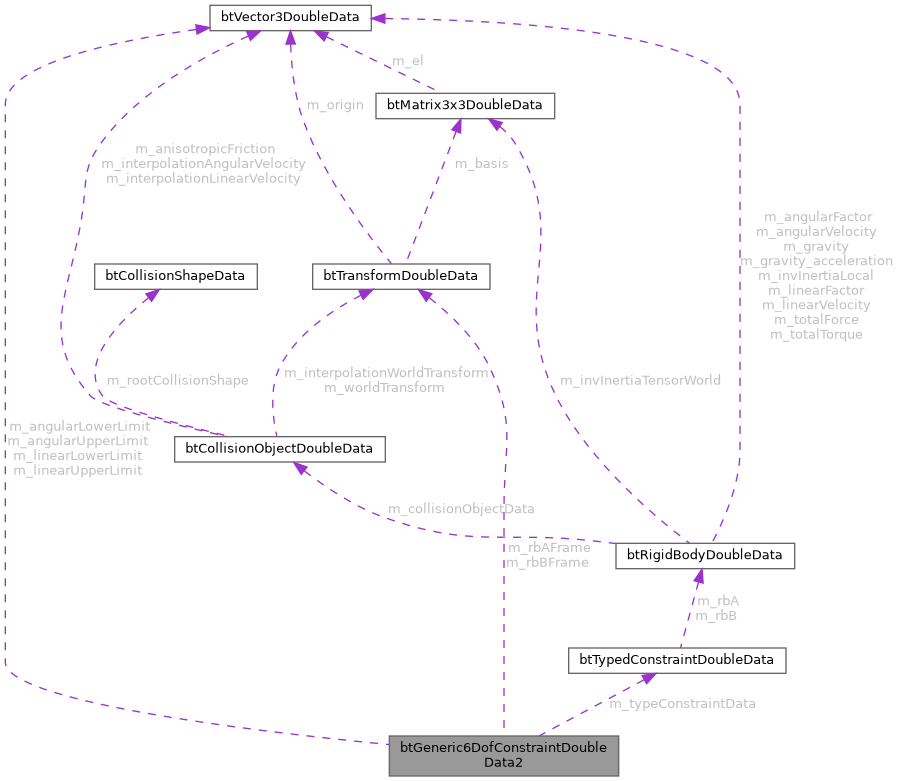 btVector3DoubleData
m_el
btMatrix3x3DoubleData
m_origin
m_anisotropicFriction
m_interpolationAngularVelocity
m_interpolationLinearVelocity
m_basis
m_angularFactor
m_angularVelocity
m_gravity
m_gravity_acceleration
m_invInertiaLocal
m_linearFactor
m_linearVelocity
m_totalForce
m_totalTorque
btCollisionShapeData
btTransformDoubleData
m_rootCollisionShape
m_interpolationWorldTransform
m_worldTransform
m_invInertiaTensorWorld
m_angularLowerLimit
m_angularUpperLimit
m_linearLowerLimit
m_linearUpperLimit
btCollisionObjectDoubleData
m_collisionObjectData
m_rbAFrame
m_rbBFrame
btRigidBodyDoubleData
m_rbA
m_rbB
btTypedConstraintDoubleData
m_typeConstraintData
btGeneric6DofConstraintDouble
Data2